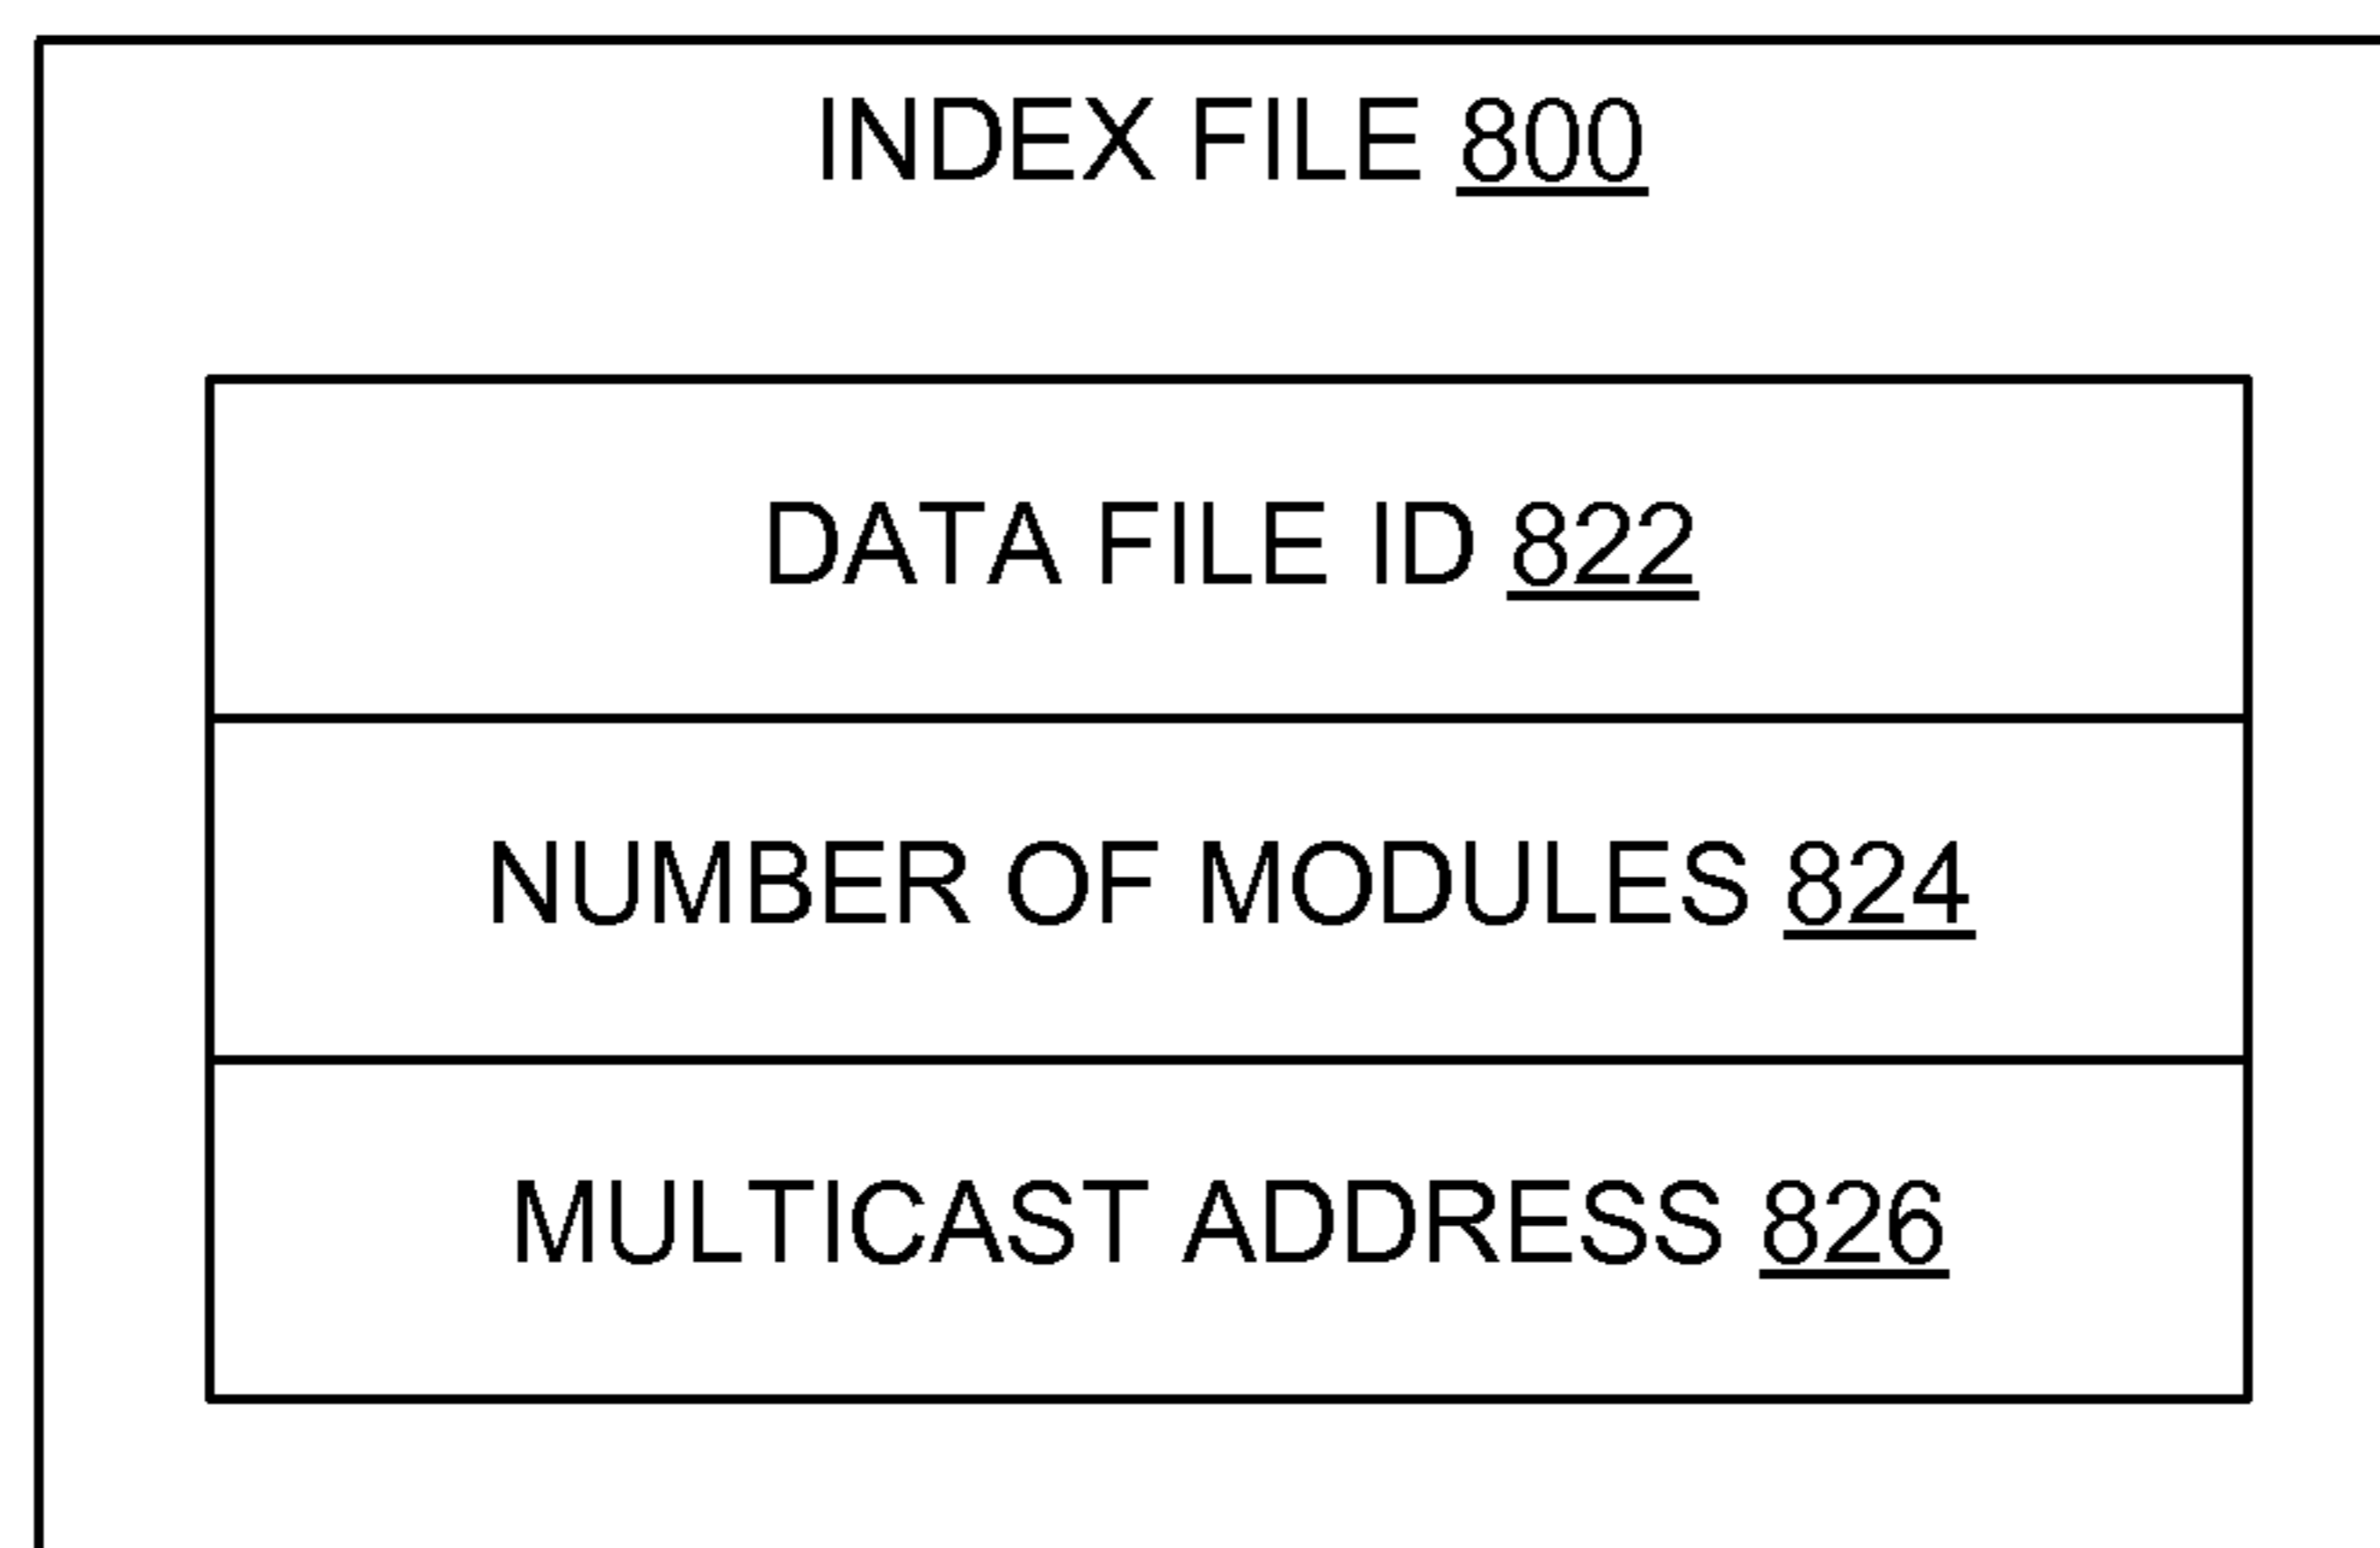 INDEX FILE 800
DATA FILE ID 822
NUMBER OF MODULES 824
MULTICAST ADDRESS 826